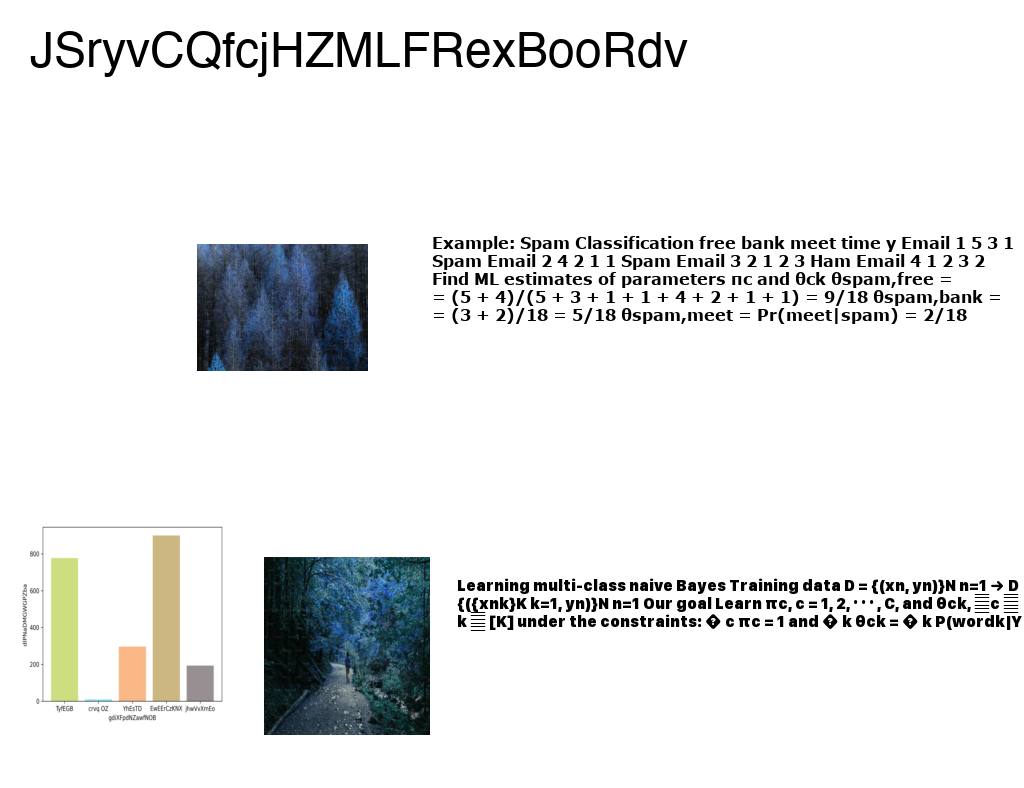 JSryvCQfcjHZMLFRexBooRdv
Example: Spam Classification free bank meet time y Email 1 5 3 1
Spam Email 2 4 2 1 1 Spam Email 3 2 1 2 3 Ham Email 4 1 2 3 2
Find ML estimates of parameters πc and θck θspam,free =
= (5 + 4)/(5 + 3 + 1 + 1 + 4 + 2 + 1 + 1) = 9/18 θspam,bank =
= (3 + 2)/18 = 5/18 θspam,meet = Pr(meet|spam) = 2/18
800
600
400
200
0
dIPNaDMGWGPZbia
TyfEGB crvq OZ YhEsTD EwEErCzKNX jhwVvXmEo
gdiXFpdNZawfNOB
Learning multi-class naive Bayes Training data D = {(xn, yn)}N n=1 → D
{({xnk}K k=1, yn)}N n=1 Our goal Learn πc, c = 1, 2, · · · , C, and θck, c
k [K] under the constraints: � c πc = 1 and � k θck = � k P(wordk|Y